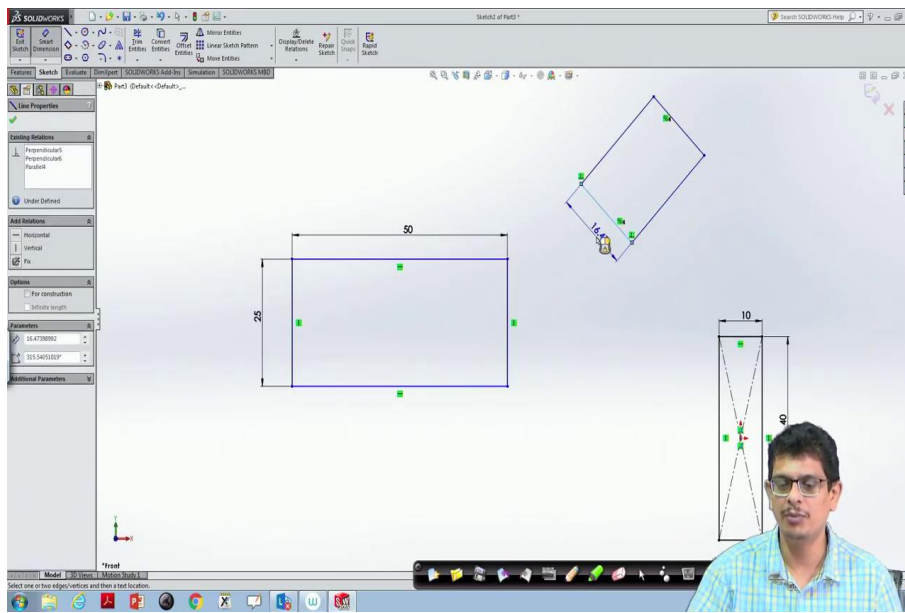 SOLIDWORKS
Sketch2 of Part3 *
Search SOLIDWORKS Help
Exit Sketch
Smart Dimension
Trim Entities
Convert Entities
Offset Entities
Mirror Entities
Linear Sketch Pattern
Move Entities
Display/Delete Relations
Repair Sketch
Quick Snaps
Rapid Sketch
Features
Sketch
Evaluate
DimXpert
SOLIDWORKS Add-Ins
Simulation
SOLIDWORKS MBD
Part3 (Default<<Default>_...
Line Properties
?
Existing Relations
Perpendicular5
Perpendicular6
Parallel4
Under Defined
Add Relations
Horizontal
Vertical
Fix
Options
For construction
Infinite length
Parameters
16.47398992
315.54051019°
Additional Parameters
50
25
10
40
Y
X
*Front
Model
3D Views
Motion Study 1
Select one or two edges/vertices and then a text location.